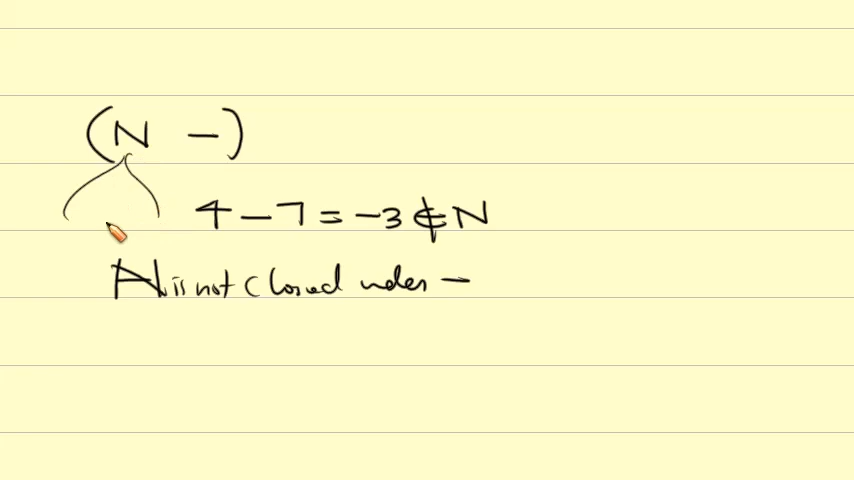 (N −)
4 − 7 = −3 ∉ N
N is not closed under −